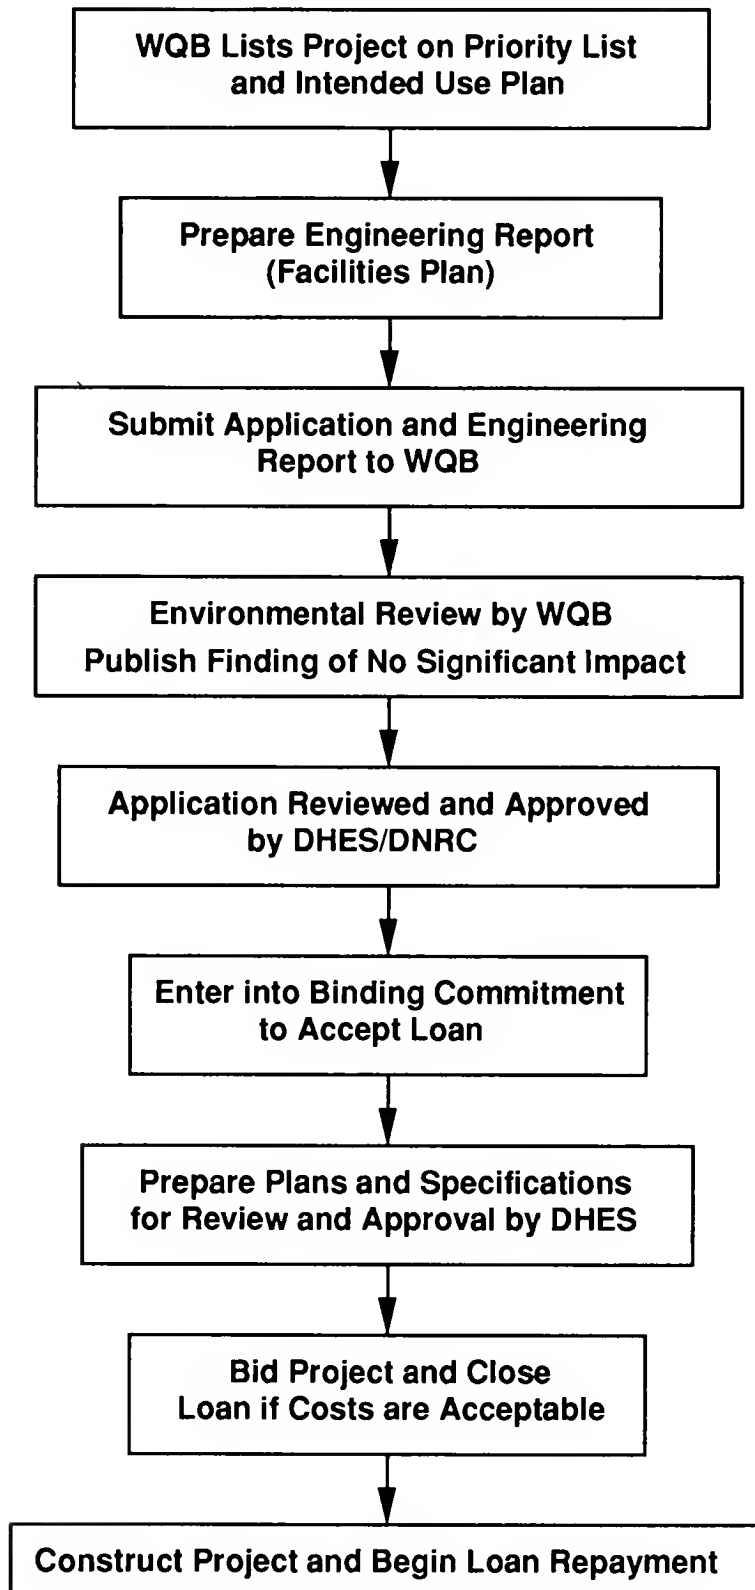 WQB Lists Project on Priority List
and Intended Use Plan
Prepare Engineering Report
(Facilities Plan)
Submit Application and Engineering
Report to WQB
Environmental Review by WQB
Publish Finding of No Significant Impact
Application Reviewed and Approved
by DHES/DNRC
Enter into Binding Commitment
to Accept Loan
Prepare Plans and Specifications
for Review and Approval by DHES
Bid Project and Close
Loan if Costs are Acceptable
Construct Project and Begin Loan Repayment